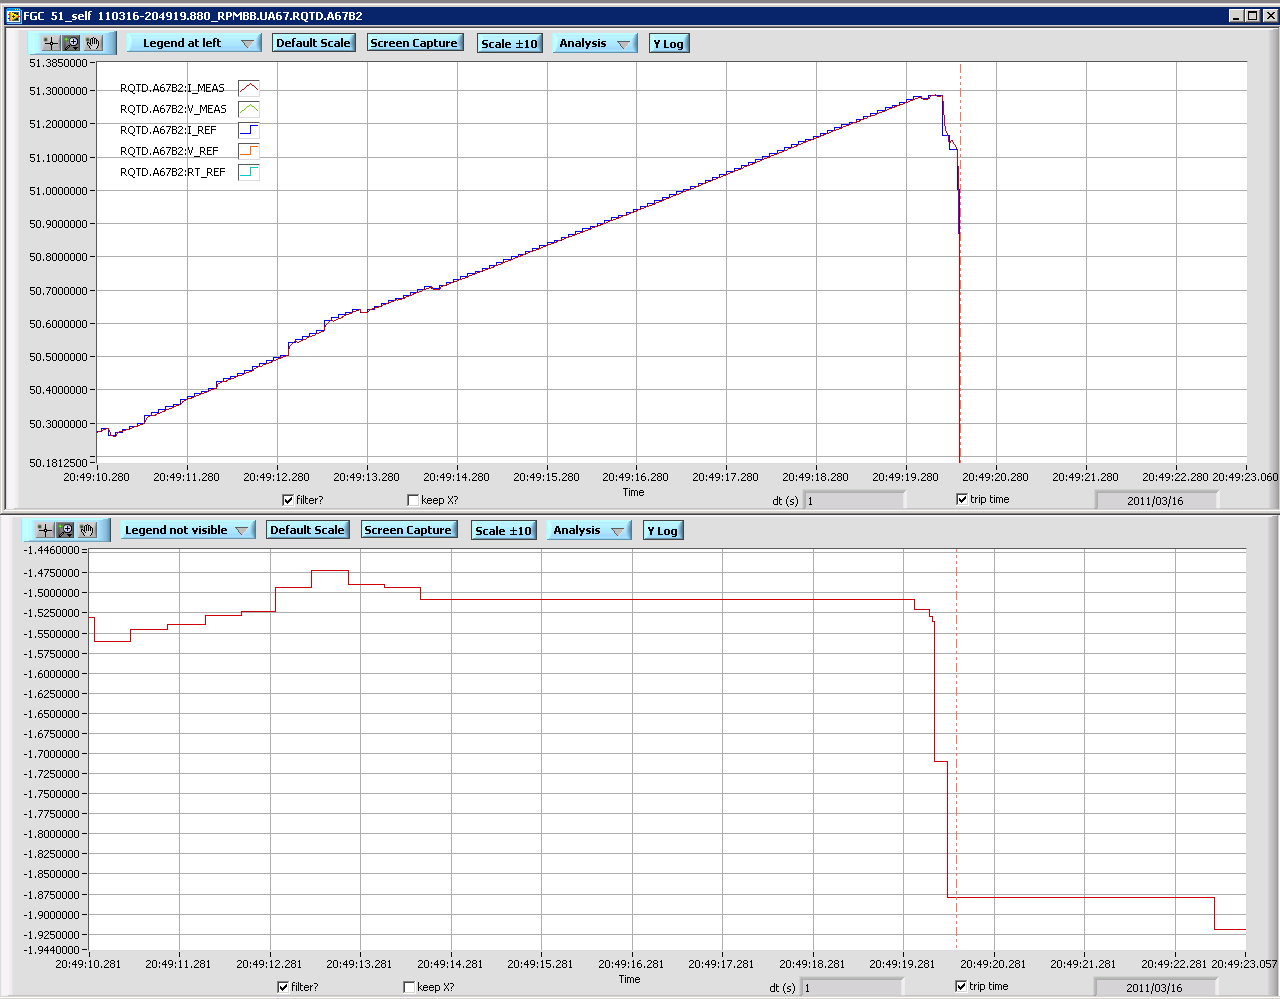 FGC 51_self 110316-204919.880_RPMBB.UA67.RQTD.A67B2
Legend at left Default Scale Screen Capture Scale ±10 Analysis Y Log
51.3850000
51.3000000
51.2000000
51.1000000
51.0000000
50.9000000
50.8000000
50.7000000
50.6000000
50.5000000
50.4000000
50.3000000
50.1812500
RQTD.A67B2:I_MEAS
RQTD.A67B2:V_MEAS
RQTD.A67B2:I_REF
RQTD.A67B2:V_REF
RQTD.A67B2:RT_REF
20:49:10.280 20:49:11.280 20:49:12.280 20:49:13.280 20:49:14.280 20:49:15.280 20:49:16.280 20:49:17.280 20:49:18.280 20:49:19.280 20:49:20.280 20:49:21.280 20:49:22.280 20:49:23.060
Time
filter? keep X? dt (s) 1 trip time 2011/03/16
Legend not visible Default Scale Screen Capture Scale ±10 Analysis Y Log
-1.4460000
-1.4750000
-1.5000000
-1.5250000
-1.5500000
-1.5750000
-1.6000000
-1.6250000
-1.6500000
-1.6750000
-1.7000000
-1.7250000
-1.7500000
-1.7750000
-1.8000000
-1.8250000
-1.8500000
-1.8750000
-1.9000000
-1.9250000
-1.9440000
20:49:10.281 20:49:11.281 20:49:12.281 20:49:13.281 20:49:14.281 20:49:15.281 20:49:16.281 20:49:17.281 20:49:18.281 20:49:19.281 20:49:20.281 20:49:21.281 20:49:22.281 20:49:23.057
Time
filter? keep X? dt (s) 1 trip time 2011/03/16